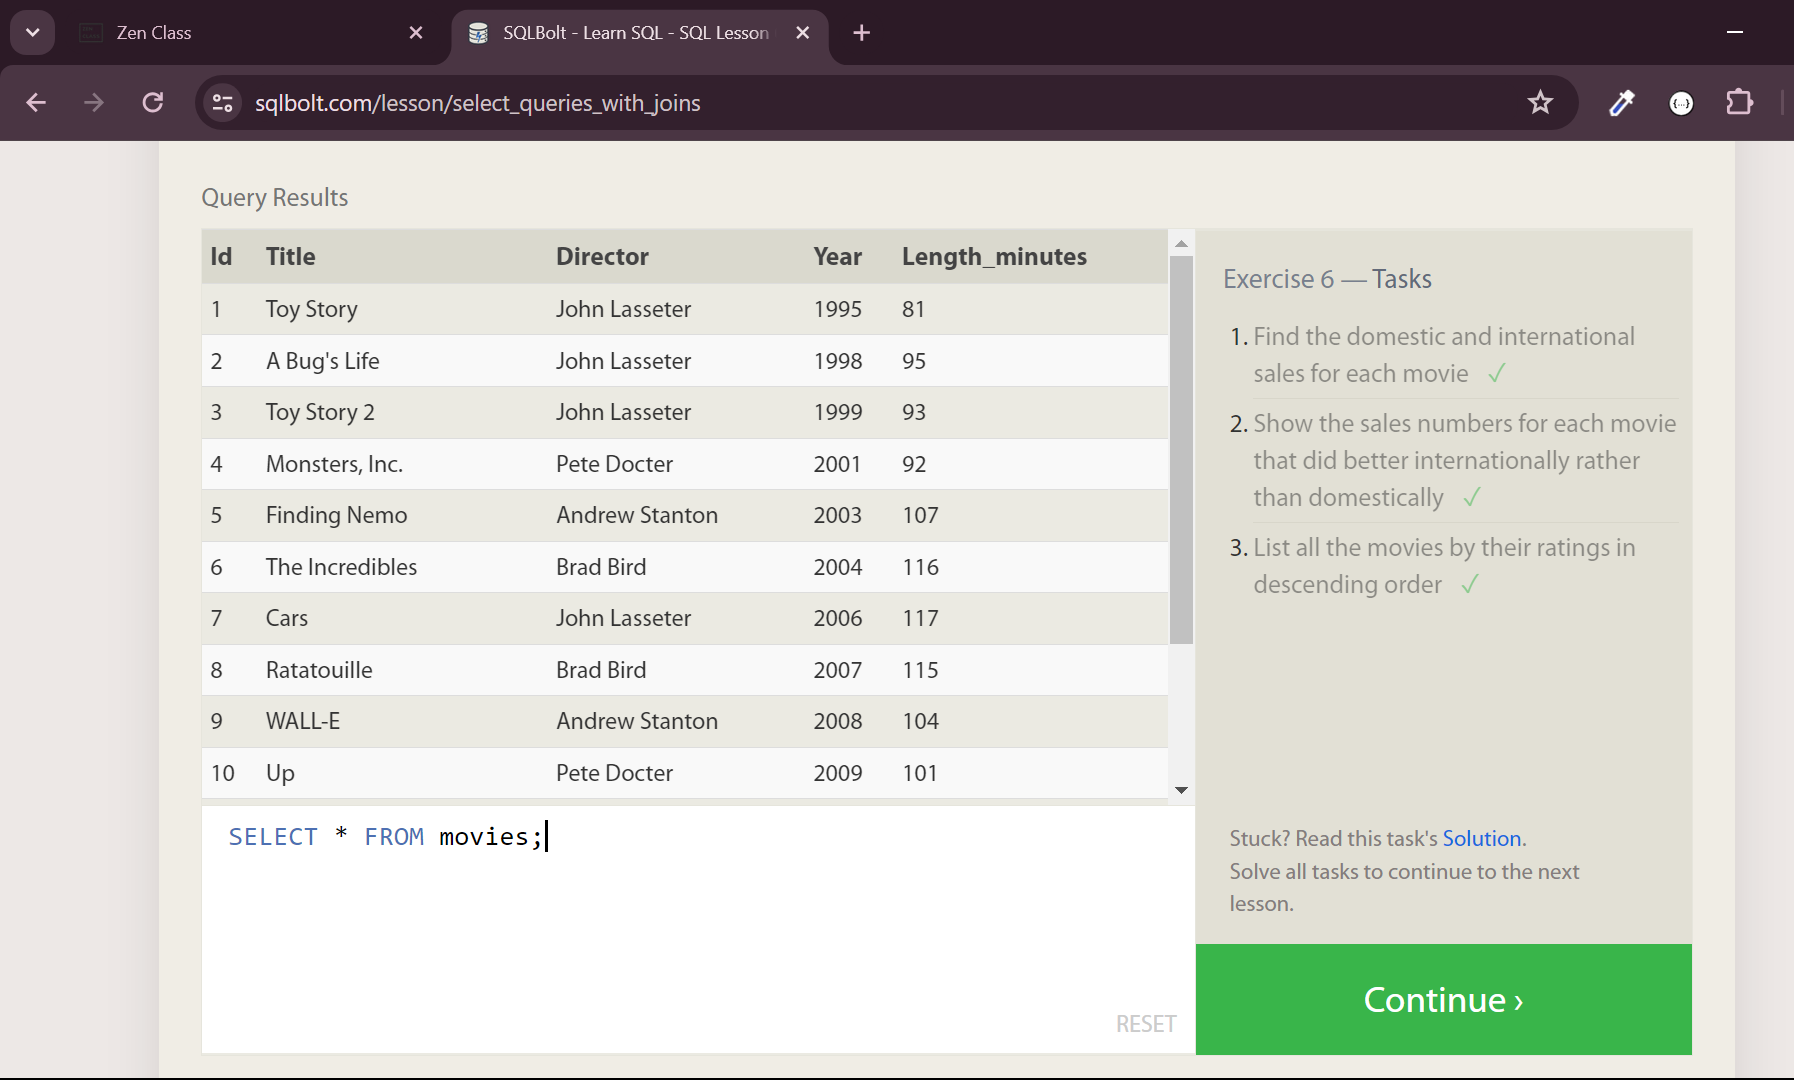 Zen Class
SQLBolt - Learn SQL - SQL Lesson
sqlbolt.com/lesson/select_queries_with_joins
Query Results
Id Title Director Year Length_minutes
1 Toy Story John Lasseter 1995 81
2 A Bug's Life John Lasseter 1998 95
3 Toy Story 2 John Lasseter 1999 93
4 Monsters, Inc. Pete Docter 2001 92
5 Finding Nemo Andrew Stanton 2003 107
6 The Incredibles Brad Bird 2004 116
7 Cars John Lasseter 2006 117
8 Ratatouille Brad Bird 2007 115
9 WALL-E Andrew Stanton 2008 104
10 Up Pete Docter 2009 101
SELECT * FROM movies;
RESET
Exercise 6 — Tasks
1. Find the domestic and international
sales for each movie ✓
2. Show the sales numbers for each movie
that did better internationally rather
than domestically ✓
3. List all the movies by their ratings in
descending order ✓
Stuck? Read this task's Solution.
Solve all tasks to continue to the next
lesson.
Continue ›